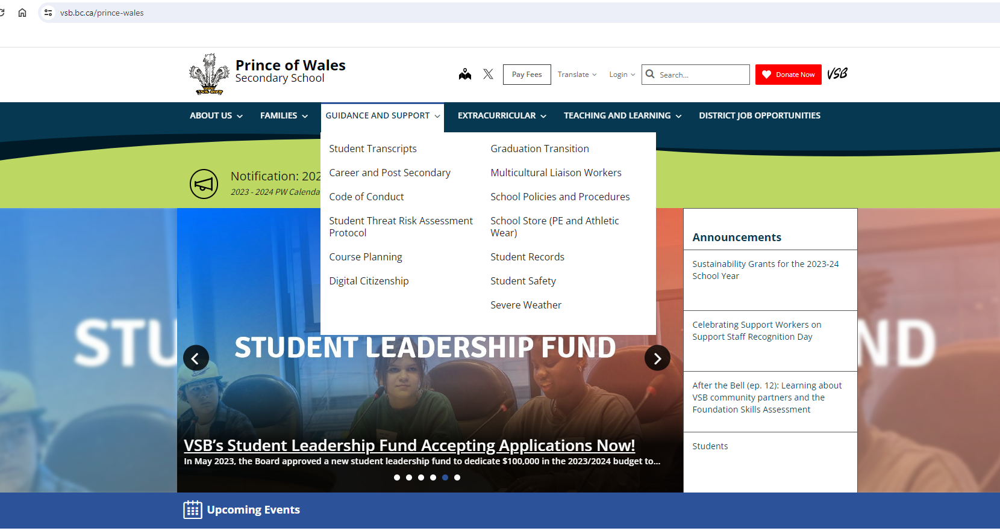 vsb.bc.ca/prince-wales
Prince of Wales
Secondary School
Pay Fees
Translate
Login
Search...
Donate Now
VSB
ABOUT US
FAMILIES
GUIDANCE AND SUPPORT
EXTRACURRICULAR
TEACHING AND LEARNING
DISTRICT JOB OPPORTUNITIES
Student Transcripts
Career and Post Secondary
Code of Conduct
Student Threat Risk Assessment
Protocol
Course Planning
Digital Citizenship
Graduation Transition
Multicultural Liaison Workers
School Policies and Procedures
School Store (PE and Athletic
Wear)
Student Records
Student Safety
Severe Weather
Notification: 202
2023 - 2024 PW Calenda
STU
STUDENT LEADERSHIP FUND
ND
VSB's Student Leadership Fund Accepting Applications Now!
In May 2023, the Board approved a new student leadership fund to dedicate $100,000 in the 2023/2024 budget to...
Announcements
Sustainability Grants for the 2023-24
School Year
Celebrating Support Workers on
Support Staff Recognition Day
After the Bell (ep. 12): Learning about
VSB community partners and the
Foundation Skills Assessment
Students
Upcoming Events